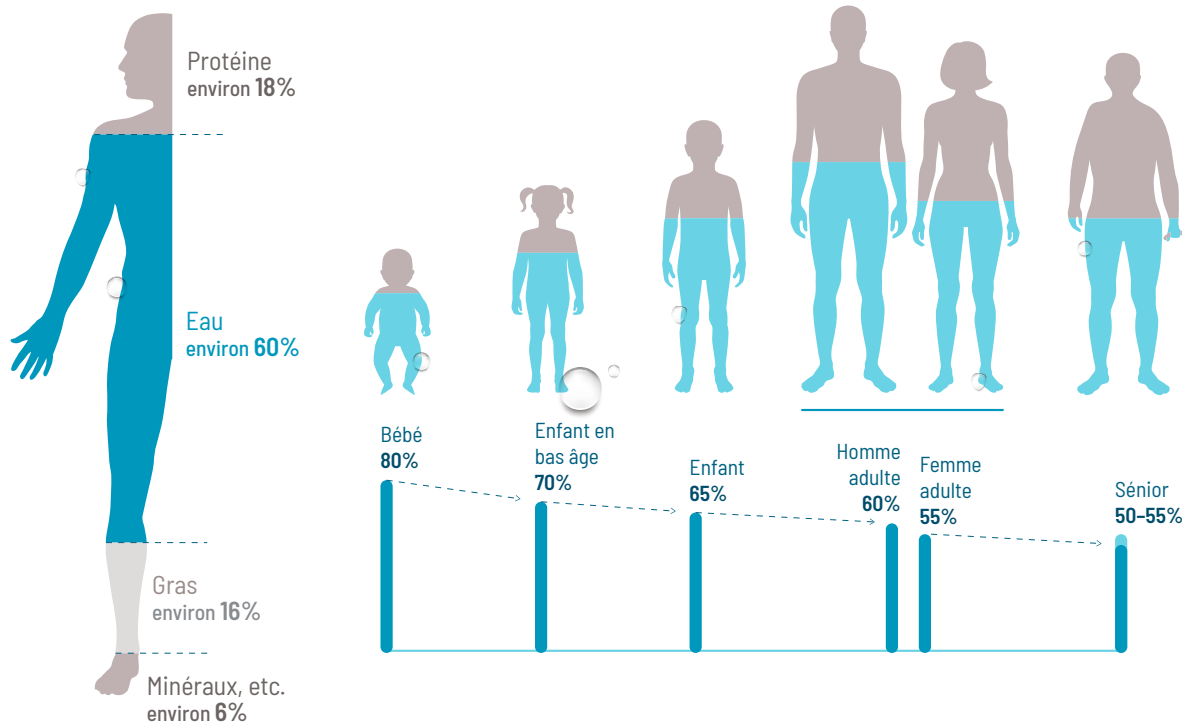 Protéine
environ 18%
Eau
environ 60%
Gras
environ 16%
Minéraux, etc.
environ 6%
Bébé
80%
Enfant en
bas âge
70%
Enfant
65%
Homme
adulte
60%
Femme
adulte
55%
Sénior
50–55%